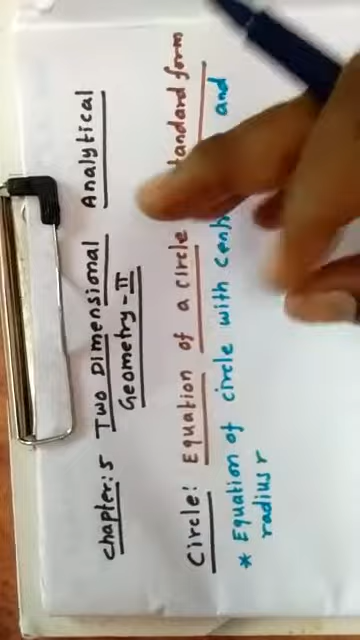 Chapter:5 Two Dimensional Analytical
Geometry-II
Circle: Equation of a circle standard form
* Equation of circle with and
radius r